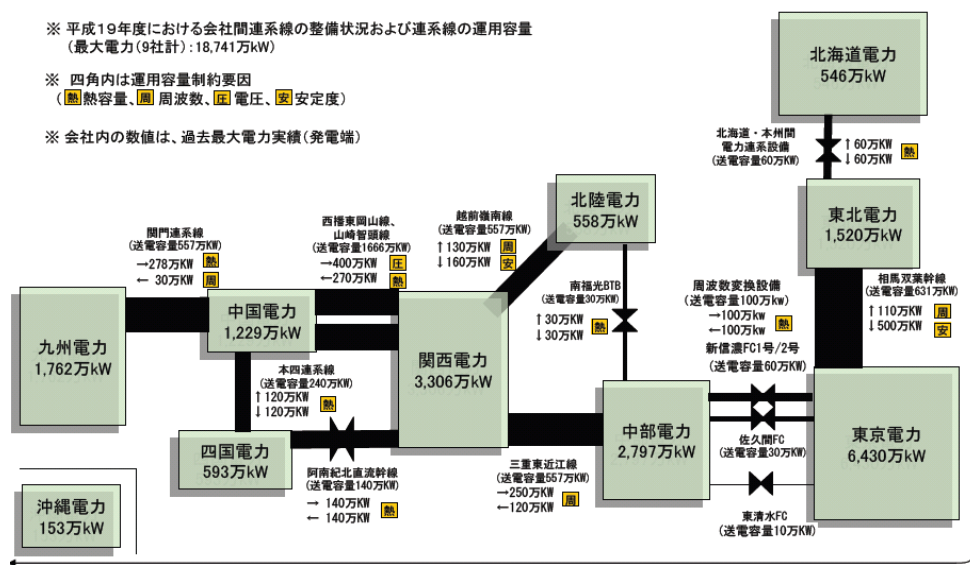 ※ 平成19年度における会社間連系線の整備状況および連系線の運用容量
(最大電力(9社計):18,741万kW)
※ 四角内は運用容量制約要因
(熱 熱容量、周 周波数、圧 電圧、安 安定度)
※ 会社内の数値は、過去最大電力実績(発電端)
北海道電力
546万kW
北海道・本州間
電力連系設備
(送電容量60万KW)
↑60万KW
↓60万KW
熱
東北電力
1,520万kW
相馬双葉幹線
(送電容量631万KW)
↑110万KW 周
↓500万KW 安
北陸電力
558万kW
越前嶺南線
(送電容量557万KW)
↑130万KW 周
↓160万KW 安
西播東岡山線、
山崎智頭線
(送電容量1666万KW)
→400万KW 圧
←270万KW 熱
関門連系線
(送電容量557万KW)
→278万KW 熱
← 30万KW 周
九州電力
1,762万kW
中国電力
1,229万kW
関西電力
3,306万kW
南福光BTB
(送電容量30万KW)
↑30万KW
↓30万KW
熱
周波数変換設備
(送電容量100万kw)
→100万kw
←100万kw
熱
新信濃FC1号/2号
(送電容量60万KW)
本四連系線
(送電容量240万KW)
↑120万KW
↓120万KW
熱
四国電力
593万kW
阿南紀北直流幹線
(送電容量140万KW)
→ 140万KW
← 140万KW
熱
三重東近江線
(送電容量557万KW)
→250万KW
←120万KW
周
中部電力
2,797万kW
佐久間FC
(送電容量30万KW)
東清水FC
(送電容量10万KW)
東京電力
6,430万kW
沖縄電力
153万kW